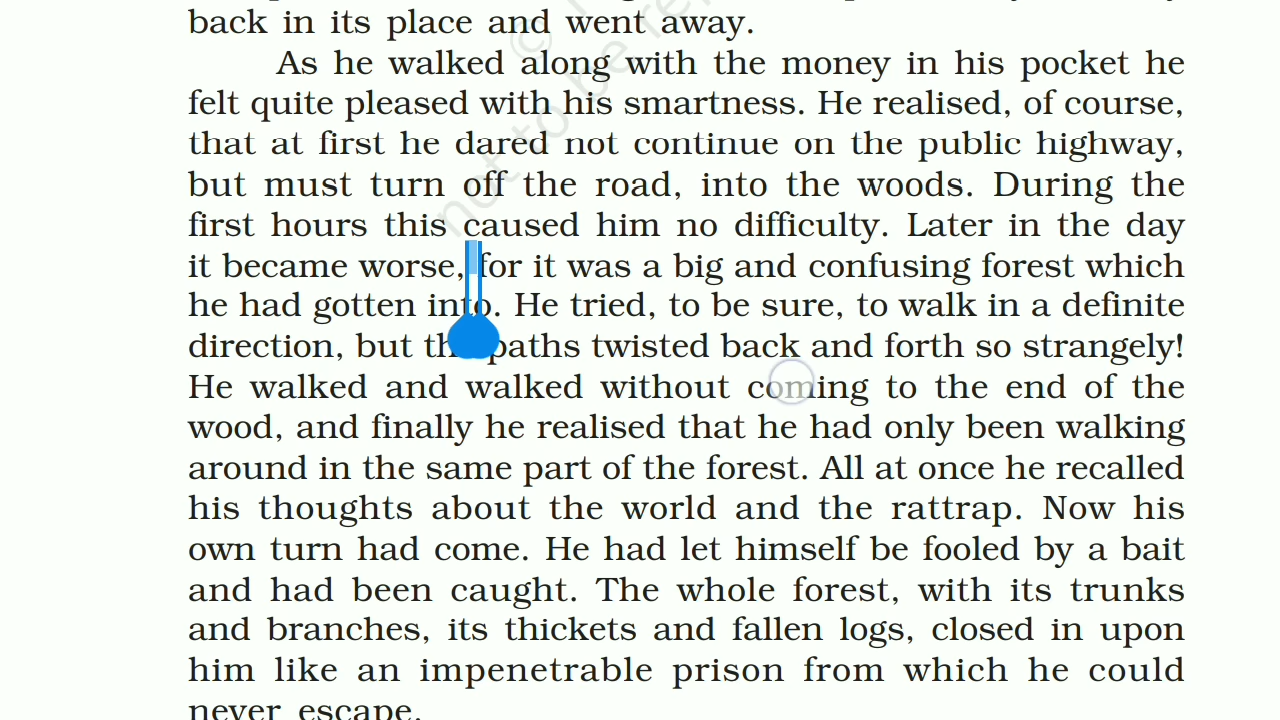 back in its place and went away.
As he walked along with the money in his pocket he
felt quite pleased with his smartness. He realised, of course,
that at first he dared not continue on the public highway,
but must turn off the road, into the woods. During the
first hours this caused him no difficulty. Later in the day
it became worse, for it was a big and confusing forest which
he had gotten into. He tried, to be sure, to walk in a definite
direction, but the paths twisted back and forth so strangely!
He walked and walked without coming to the end of the
wood, and finally he realised that he had only been walking
around in the same part of the forest. All at once he recalled
his thoughts about the world and the rattrap. Now his
own turn had come. He had let himself be fooled by a bait
and had been caught. The whole forest, with its trunks
and branches, its thickets and fallen logs, closed in upon
him like an impenetrable prison from which he could
never escape.
©
not to be re